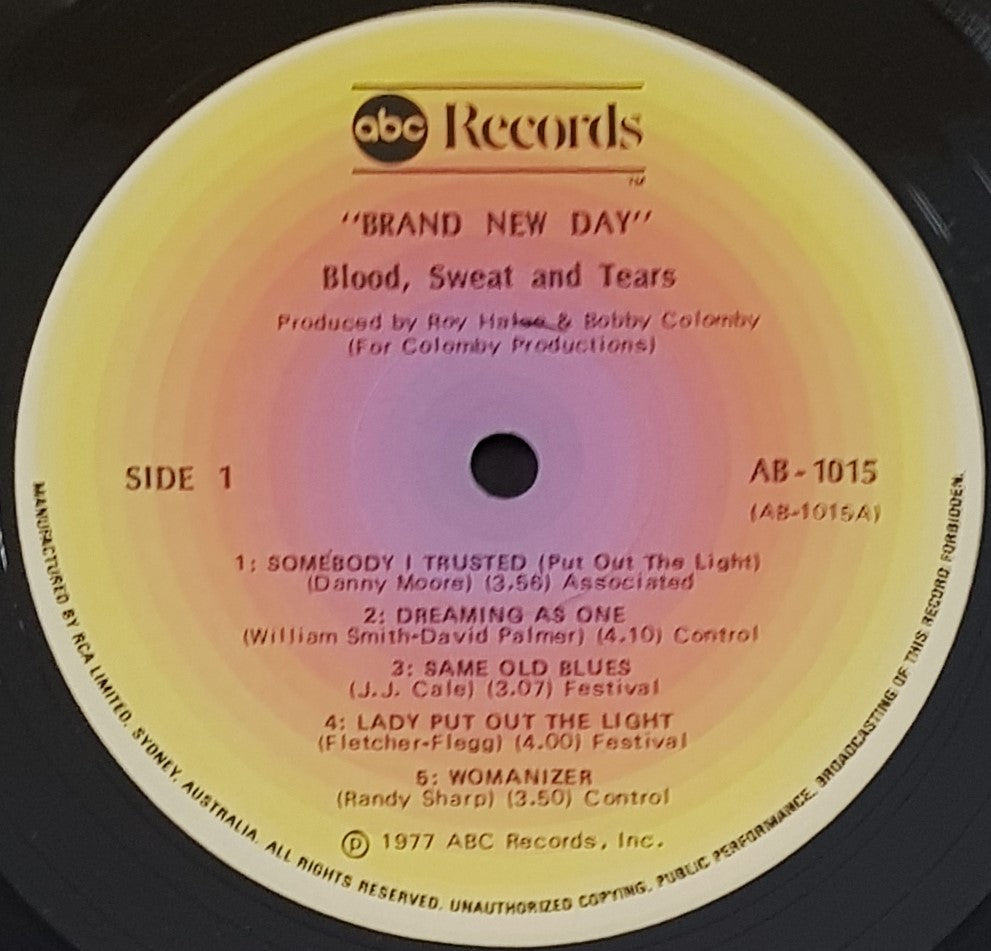 abc Records
TM
"BRAND NEW DAY"
Blood, Sweat and Tears
Produced by Roy Halee & Bobby Colomby
(For Colomby Productions)
SIDE 1
AB-1015
(AB-1015A)
1: SOMEBODY I TRUSTED (Put Out The Light)
(Danny Moore) (3.56) Associated
2: DREAMING AS ONE
(William Smith-David Palmer) (4.10) Control
3: SAME OLD BLUES
(J.J. Cale) (3.07) Festival
4: LADY PUT OUT THE LIGHT
(Fletcher-Flegg) (4.00) Festival
5: WOMANIZER
(Randy Sharp) (3.50) Control
℗ 1977 ABC Records, Inc.
MANUFACTURED BY RCA LIMITED. SYDNEY. AUSTRALIA. ALL RIGHTS RESERVED. UNAUTHORIZED COPYING. PUBLIC PERFORMANCE. BROADCASTING OF THIS RECORD FORBIDDEN.